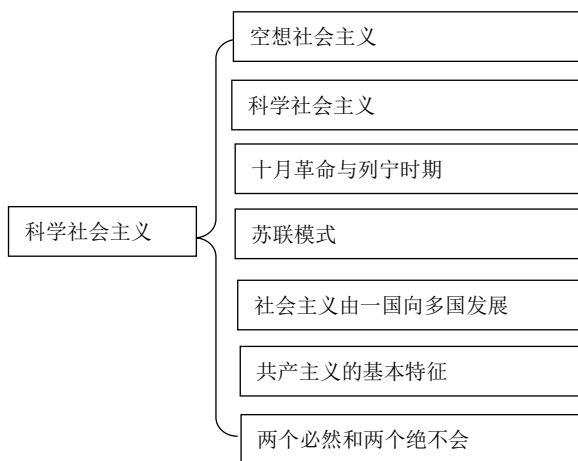 科学社会主义
空想社会主义
科学社会主义
十月革命与列宁时期
苏联模式
社会主义由一国向多国发展
共产主义的基本特征
两个必然和两个绝不会